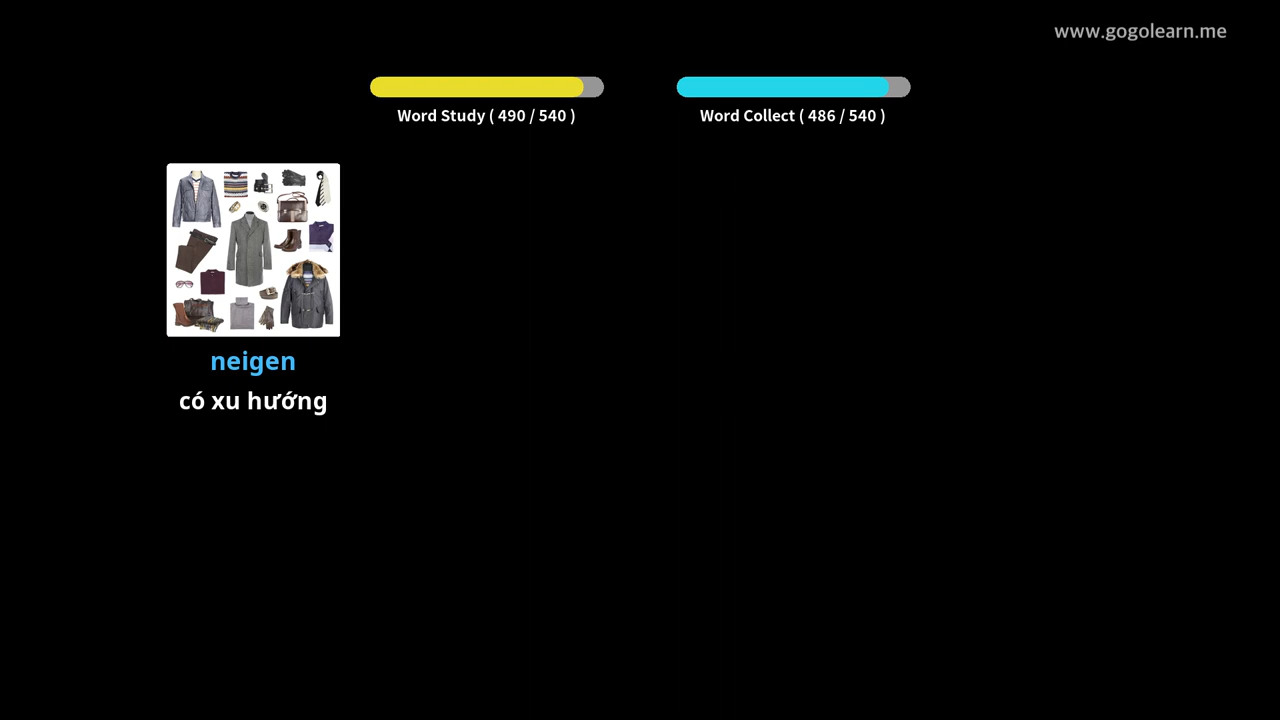 www.gogolearn.me
Word Study ( 490 / 540 )
Word Collect ( 486 / 540 )
neigen
có xu hướng